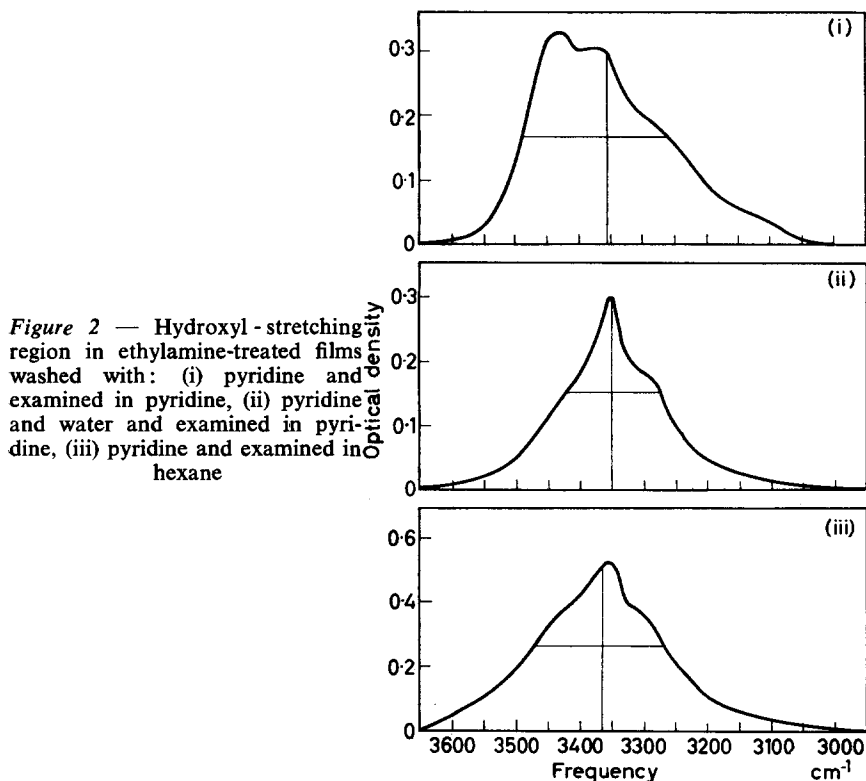 (i)
0·3
0·2
0·1
0
(ii)
0·3
0·2
0·1
0
Optical density
Figure 2 — Hydroxyl-stretching
region in ethylamine-treated films
washed with: (i) pyridine and
examined in pyridine, (ii) pyridine
and water and examined in pyri-
dine, (iii) pyridine and examined in
hexane
(iii)
0·6
0·4
0·2
0
3600 3500 3400 3300 3200 3100 3000
Frequency cm⁻¹